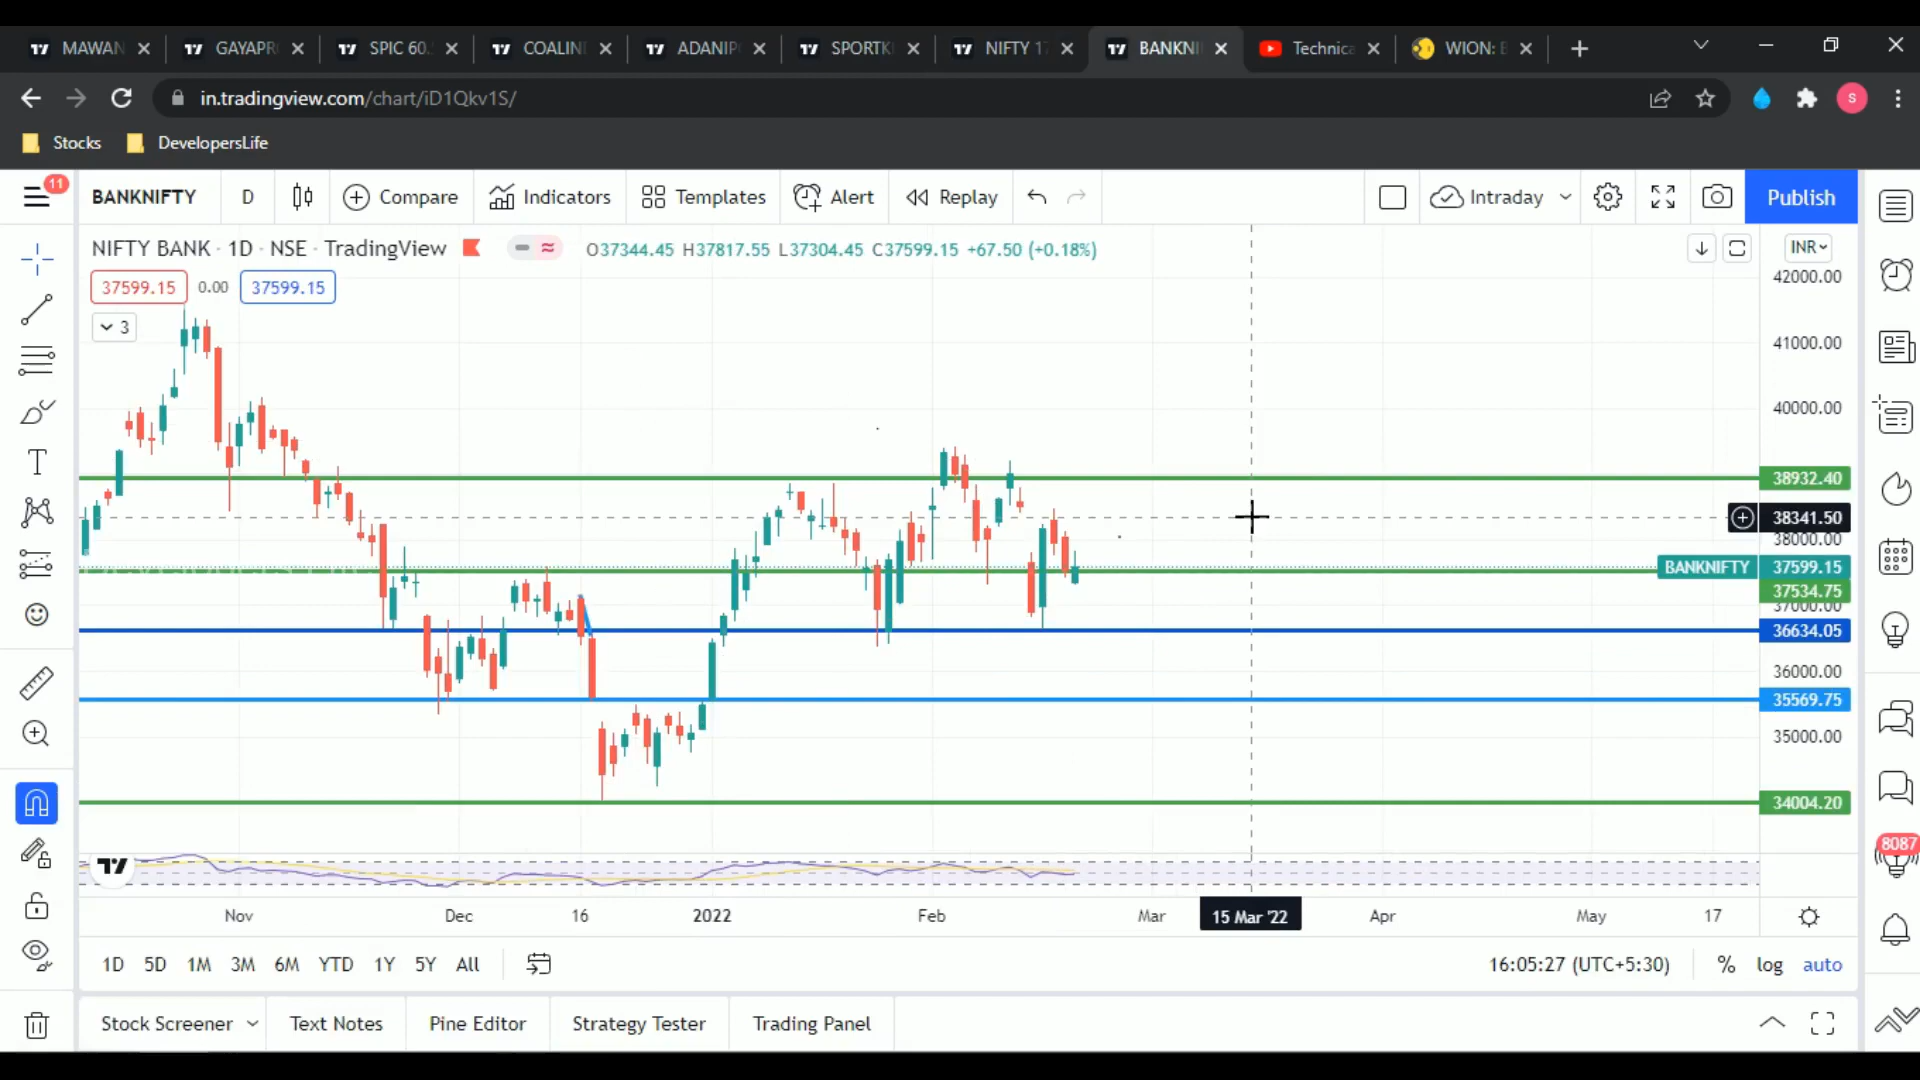 MAWAN GAYAPR SPIC 60. COALIN ADANIP SPORTK NIFTY 17 BANKNI Technica WION: B
in.tradingview.com/chart/iD1Qkv1S/
S
Stocks DevelopersLife
11
BANKNIFTY D Compare Indicators Templates Alert Replay Intraday Publish
NIFTY BANK · 1D · NSE · TradingView O37344.45 H37817.55 L37304.45 C37599.15 +67.50 (+0.18%) INR
37599.15 0.00 37599.15
3
42000.00
41000.00
40000.00
38932.40
38341.50
38000.00
BANKNIFTY 37599.15
37534.75
37000.00
36634.05
36000.00
35569.75
35000.00
34004.20
8087
Nov Dec 16 2022 Feb Mar 15 Mar '22 Apr May 17
1D 5D 1M 3M 6M YTD 1Y 5Y All 16:05:27 (UTC+5:30) % log auto
Stock Screener Text Notes Pine Editor Strategy Tester Trading Panel